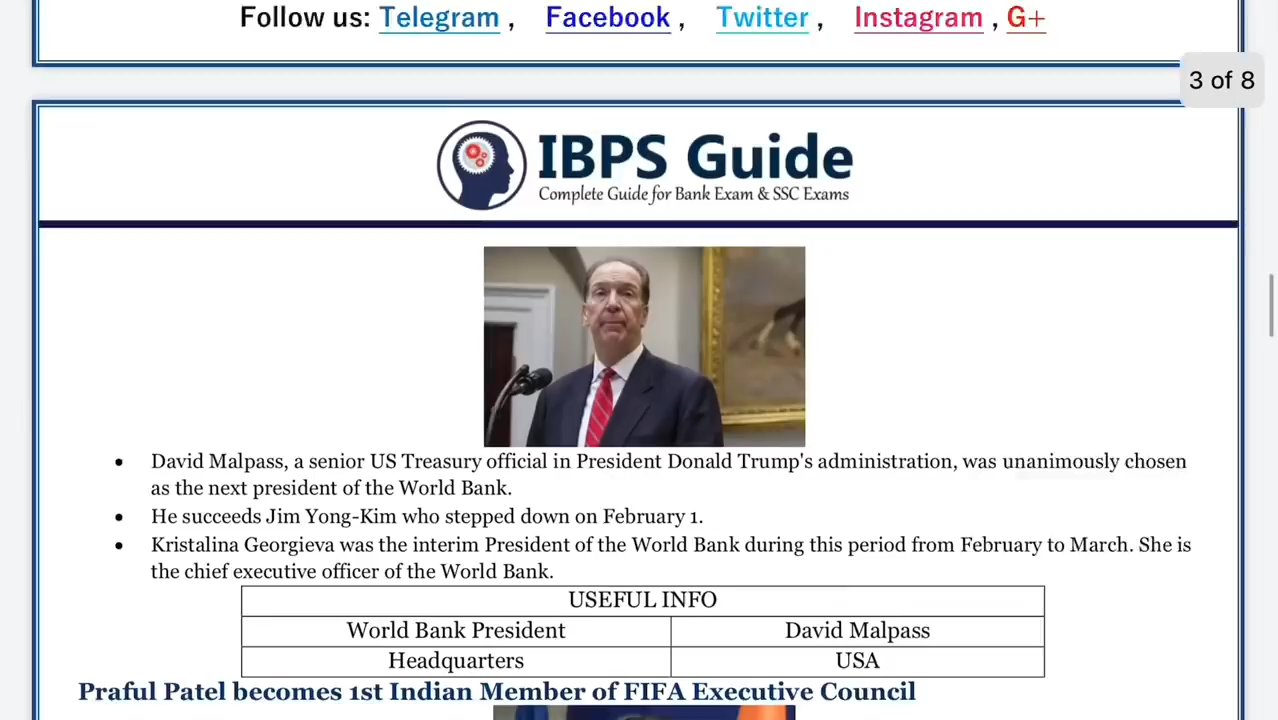 Follow us: Telegram , Facebook , Twitter , Instagram , G+
3 of 8
IBPS Guide
Complete Guide for Bank Exam & SSC Exams
• David Malpass, a senior US Treasury official in President Donald Trump's administration, was unanimously chosen
as the next president of the World Bank.
• He succeeds Jim Yong-Kim who stepped down on February 1.
• Kristalina Georgieva was the interim President of the World Bank during this period from February to March. She is
the chief executive officer of the World Bank.
USEFUL INFO
World Bank President David Malpass
Headquarters USA
Praful Patel becomes 1st Indian Member of FIFA Executive Council